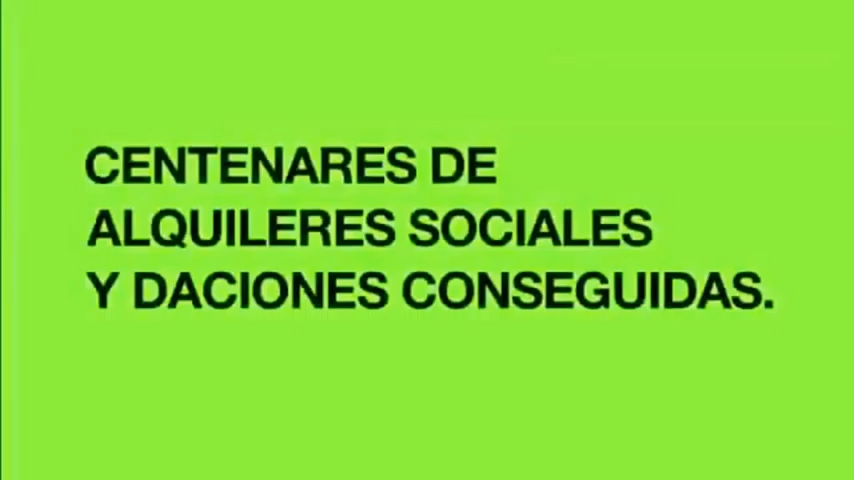 CENTENARES DE
ALQUILERES SOCIALES
Y DACIONES CONSEGUIDAS.